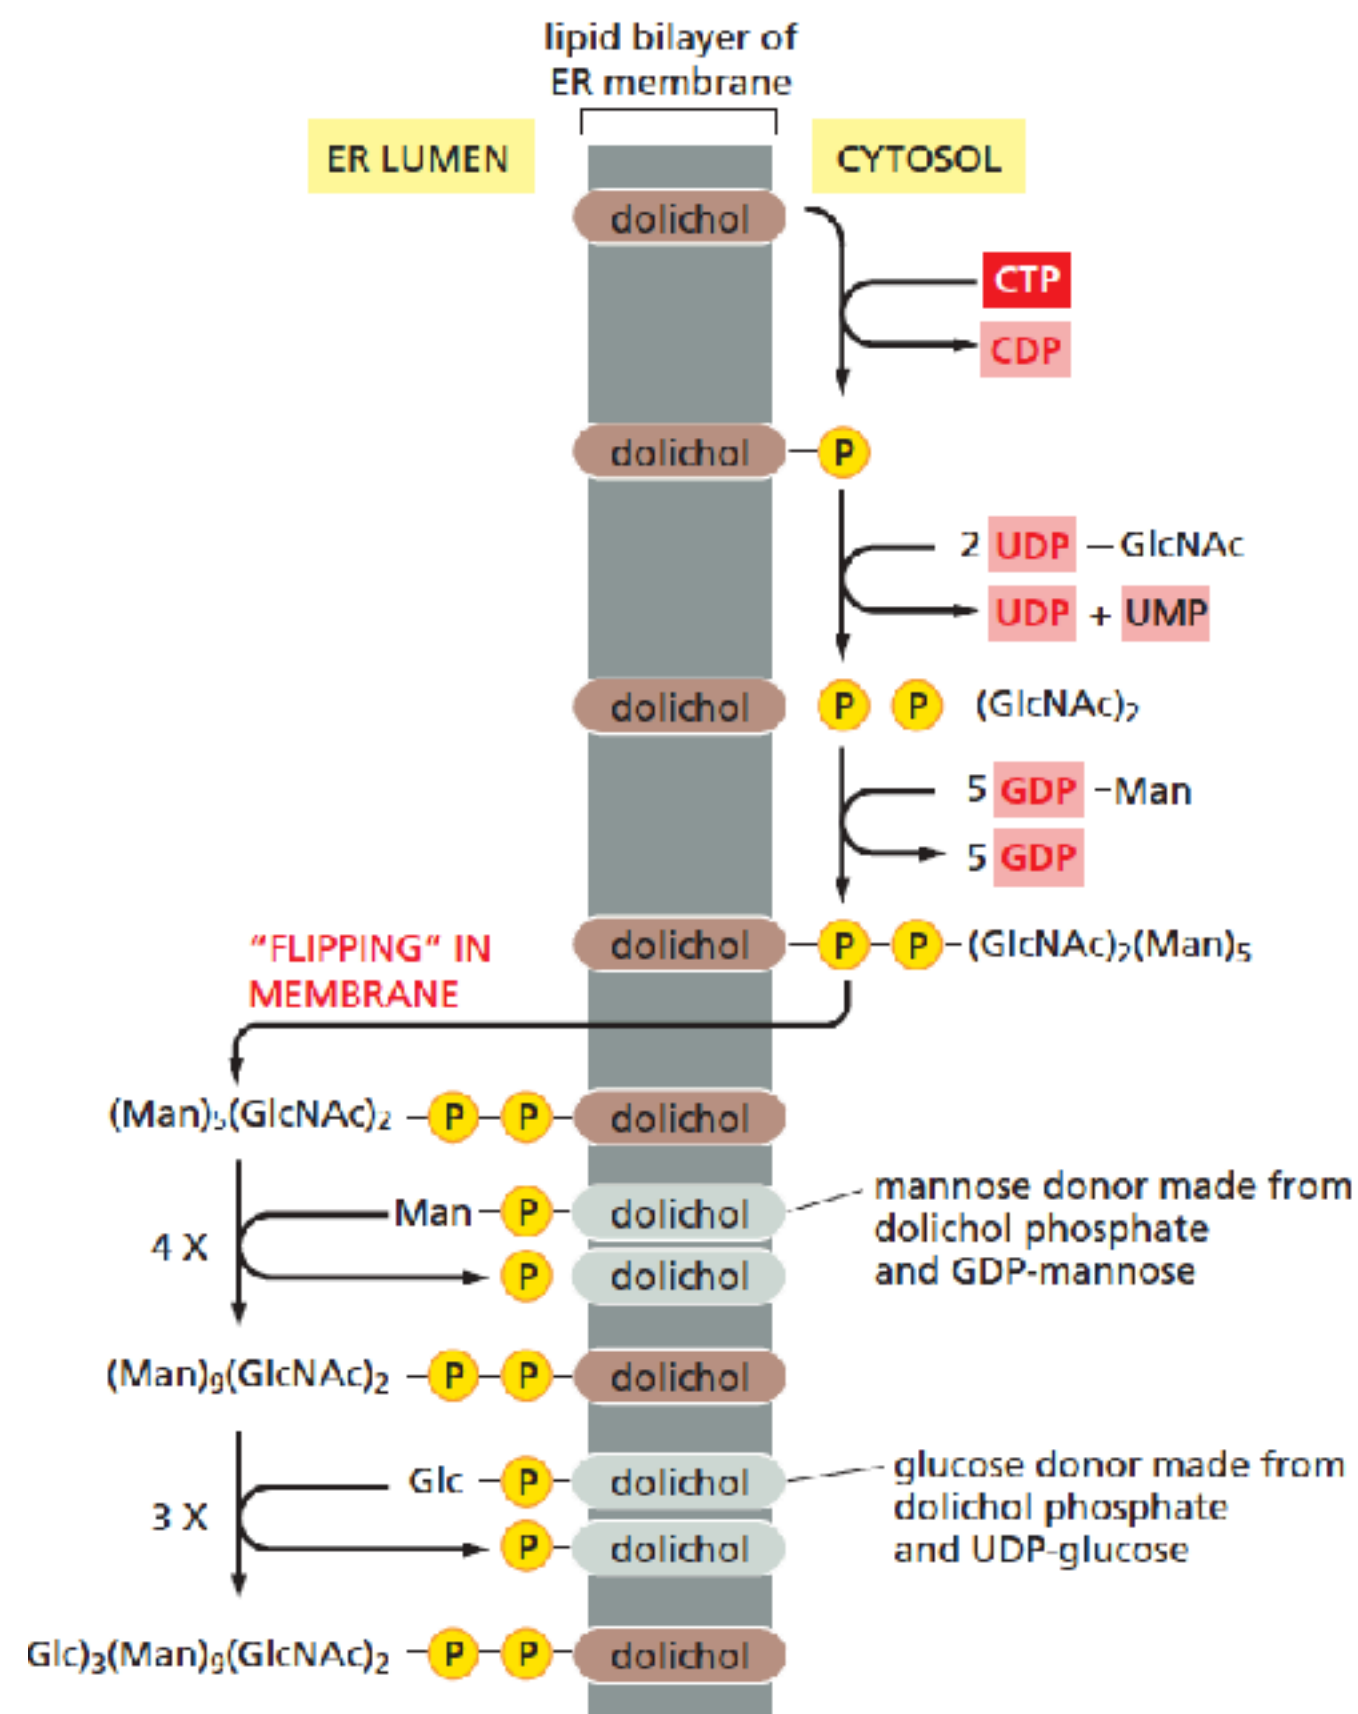 lipid bilayer of
ER membrane
ER LUMEN
CYTOSOL
dolichol
CTP
CDP
dolichol P
2 UDP – GlcNAc
UDP + UMP
dolichol P P (GlcNAc)₂
5 GDP –Man
5 GDP
"FLIPPING" IN
MEMBRANE
dolichol P P (GlcNAc)₂(Man)₅
(Man)₅(GlcNAc)₂ P P dolichol
4 X
Man P dolichol
P dolichol
mannose donor made from
dolichol phosphate
and GDP-mannose
(Man)₉(GlcNAc)₂ P P dolichol
3 X
Glc P dolichol
P dolichol
glucose donor made from
dolichol phosphate
and UDP-glucose
Glc)₃(Man)₉(GlcNAc)₂ P P dolichol